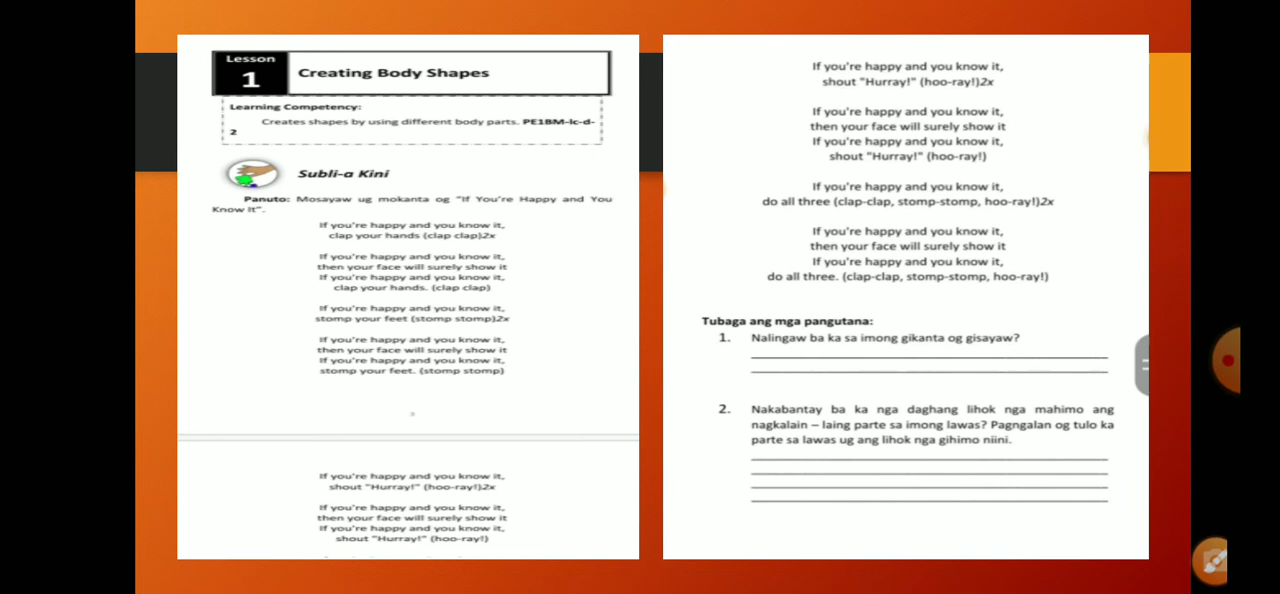 Lesson
1
Creating Body Shapes
Learning Competency:
Creates shapes by using different body parts. PE1BM-Ic-d-
2
Subli-a Kini
Panuto: Mosayaw ug mokanta og "If You're Happy and You
Know It".
If you're happy and you know it,
clap your hands (clap clap)2x
If you're happy and you know it,
then your face will surely show it
If you're happy and you know it,
clap your hands. (clap clap)
If you're happy and you know it,
stomp your feet (stomp stomp)2x
If you're happy and you know it,
then your face will surely show it
If you're happy and you know it,
stomp your feet. (stomp stomp)
If you're happy and you know it,
shout "Hurray!" (hoo-ray!)2x
If you're happy and you know it,
then your face will surely show it
If you're happy and you know it,
shout "Hurray!" (hoo-ray!)
If you're happy and you know it,
shout "Hurray!" (hoo-ray!)2x
If you're happy and you know it,
then your face will surely show it
If you're happy and you know it,
shout "Hurray!" (hoo-ray!)
If you're happy and you know it,
do all three (clap-clap, stomp-stomp, hoo-ray!)2x
If you're happy and you know it,
then your face will surely show it
If you're happy and you know it,
do all three. (clap-clap, stomp-stomp, hoo-ray!)
Tubaga ang mga pangutana:
1. Nalingaw ba ka sa imong gikanta og gisayaw?
2. Nakabantay ba ka nga daghang lihok nga mahimo ang
nagkalain – laing parte sa imong lawas? Pagngalan og tulo ka
parte sa lawas ug ang lihok nga gihimo niini.